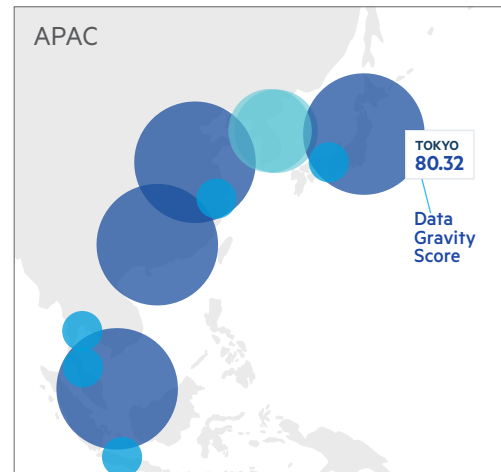 APAC
TOKYO
80.32
Data
Gravity
Score